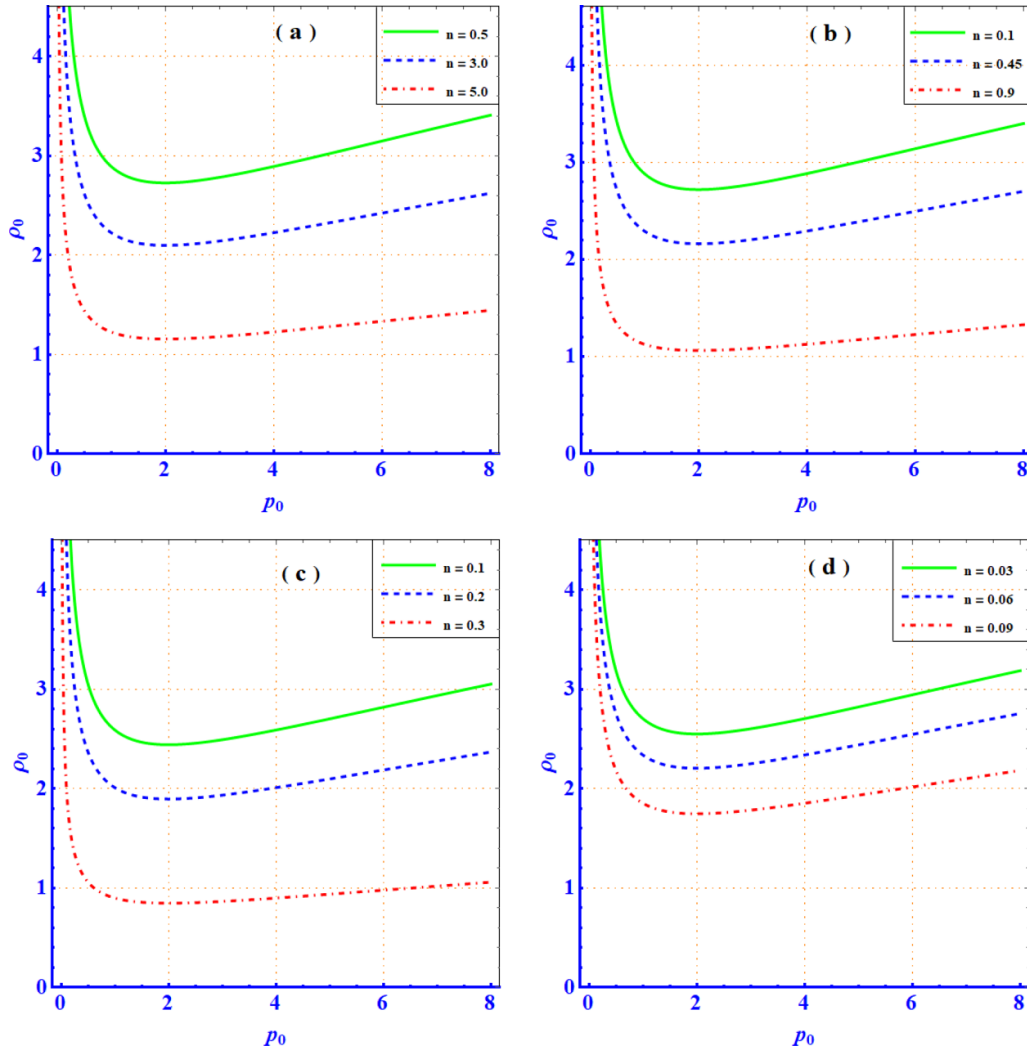 ( a )
n = 0.5
n = 3.0
n = 5.0
4
3
2
1
0
ρ0
0 2 4 6 8
p0
( b )
n = 0.1
n = 0.45
n = 0.9
4
3
2
1
0
ρ0
0 2 4 6 8
p0
( c )
n = 0.1
n = 0.2
n = 0.3
4
3
2
1
0
ρ0
0 2 4 6 8
p0
( d )
n = 0.03
n = 0.06
n = 0.09
4
3
2
1
0
ρ0
0 2 4 6 8
p0